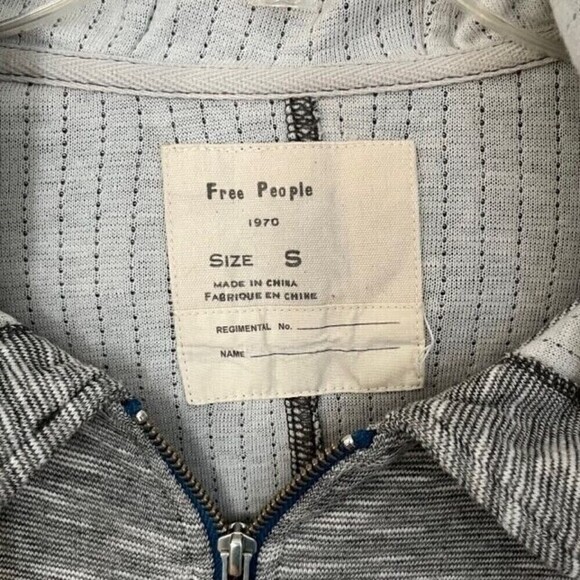 Free People
1970
SIZE S
MADE IN CHINA
FABRIQUE EN CHINE
REGIMENTAL No.
NAME